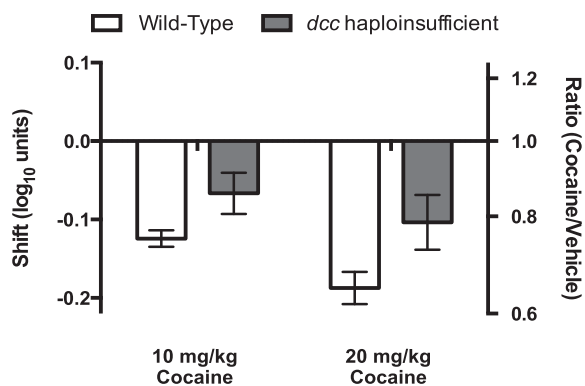 Wild-Type dcc haploinsufficient
Shift (log10 units)
0.1
0.0
-0.1
-0.2
1.2
1.0
0.8
0.6
Ratio (Cocaine/Vehicle)
10 mg/kg
Cocaine
20 mg/kg
Cocaine